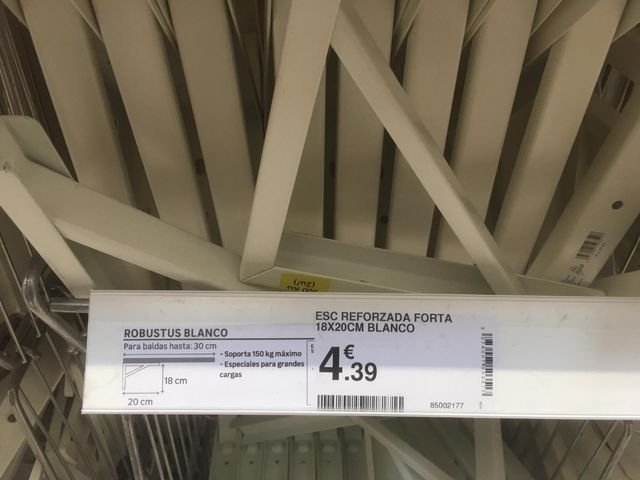 ROBUSTUS BLANCO
Para baldas hasta: 30 cm
- Soporta 150 kg máximo
- Especiales para grandes
cargas
18 cm
20 cm
ESC REFORZADA FORTA
18X20CM BLANCO
4€.39
85002177